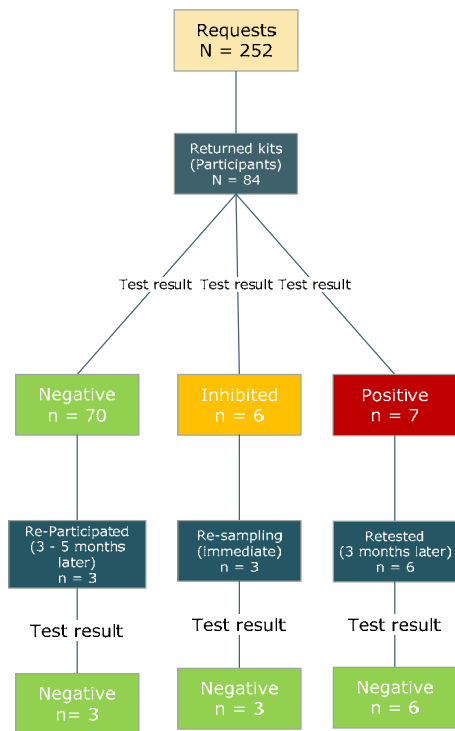 Requests
N = 252
Returned kits
(Participants)
N = 84
Test result
Test result
Test result
Negative
n = 70
Inhibited
n = 6
Positive
n = 7
Re-Participated
(3 - 5 months
later)
n = 3
Re-sampling
(immediate)
n = 3
Retested
(3 months later)
n = 6
Test result
Test result
Test result
Negative
n= 3
Negative
n = 3
Negative
n = 6